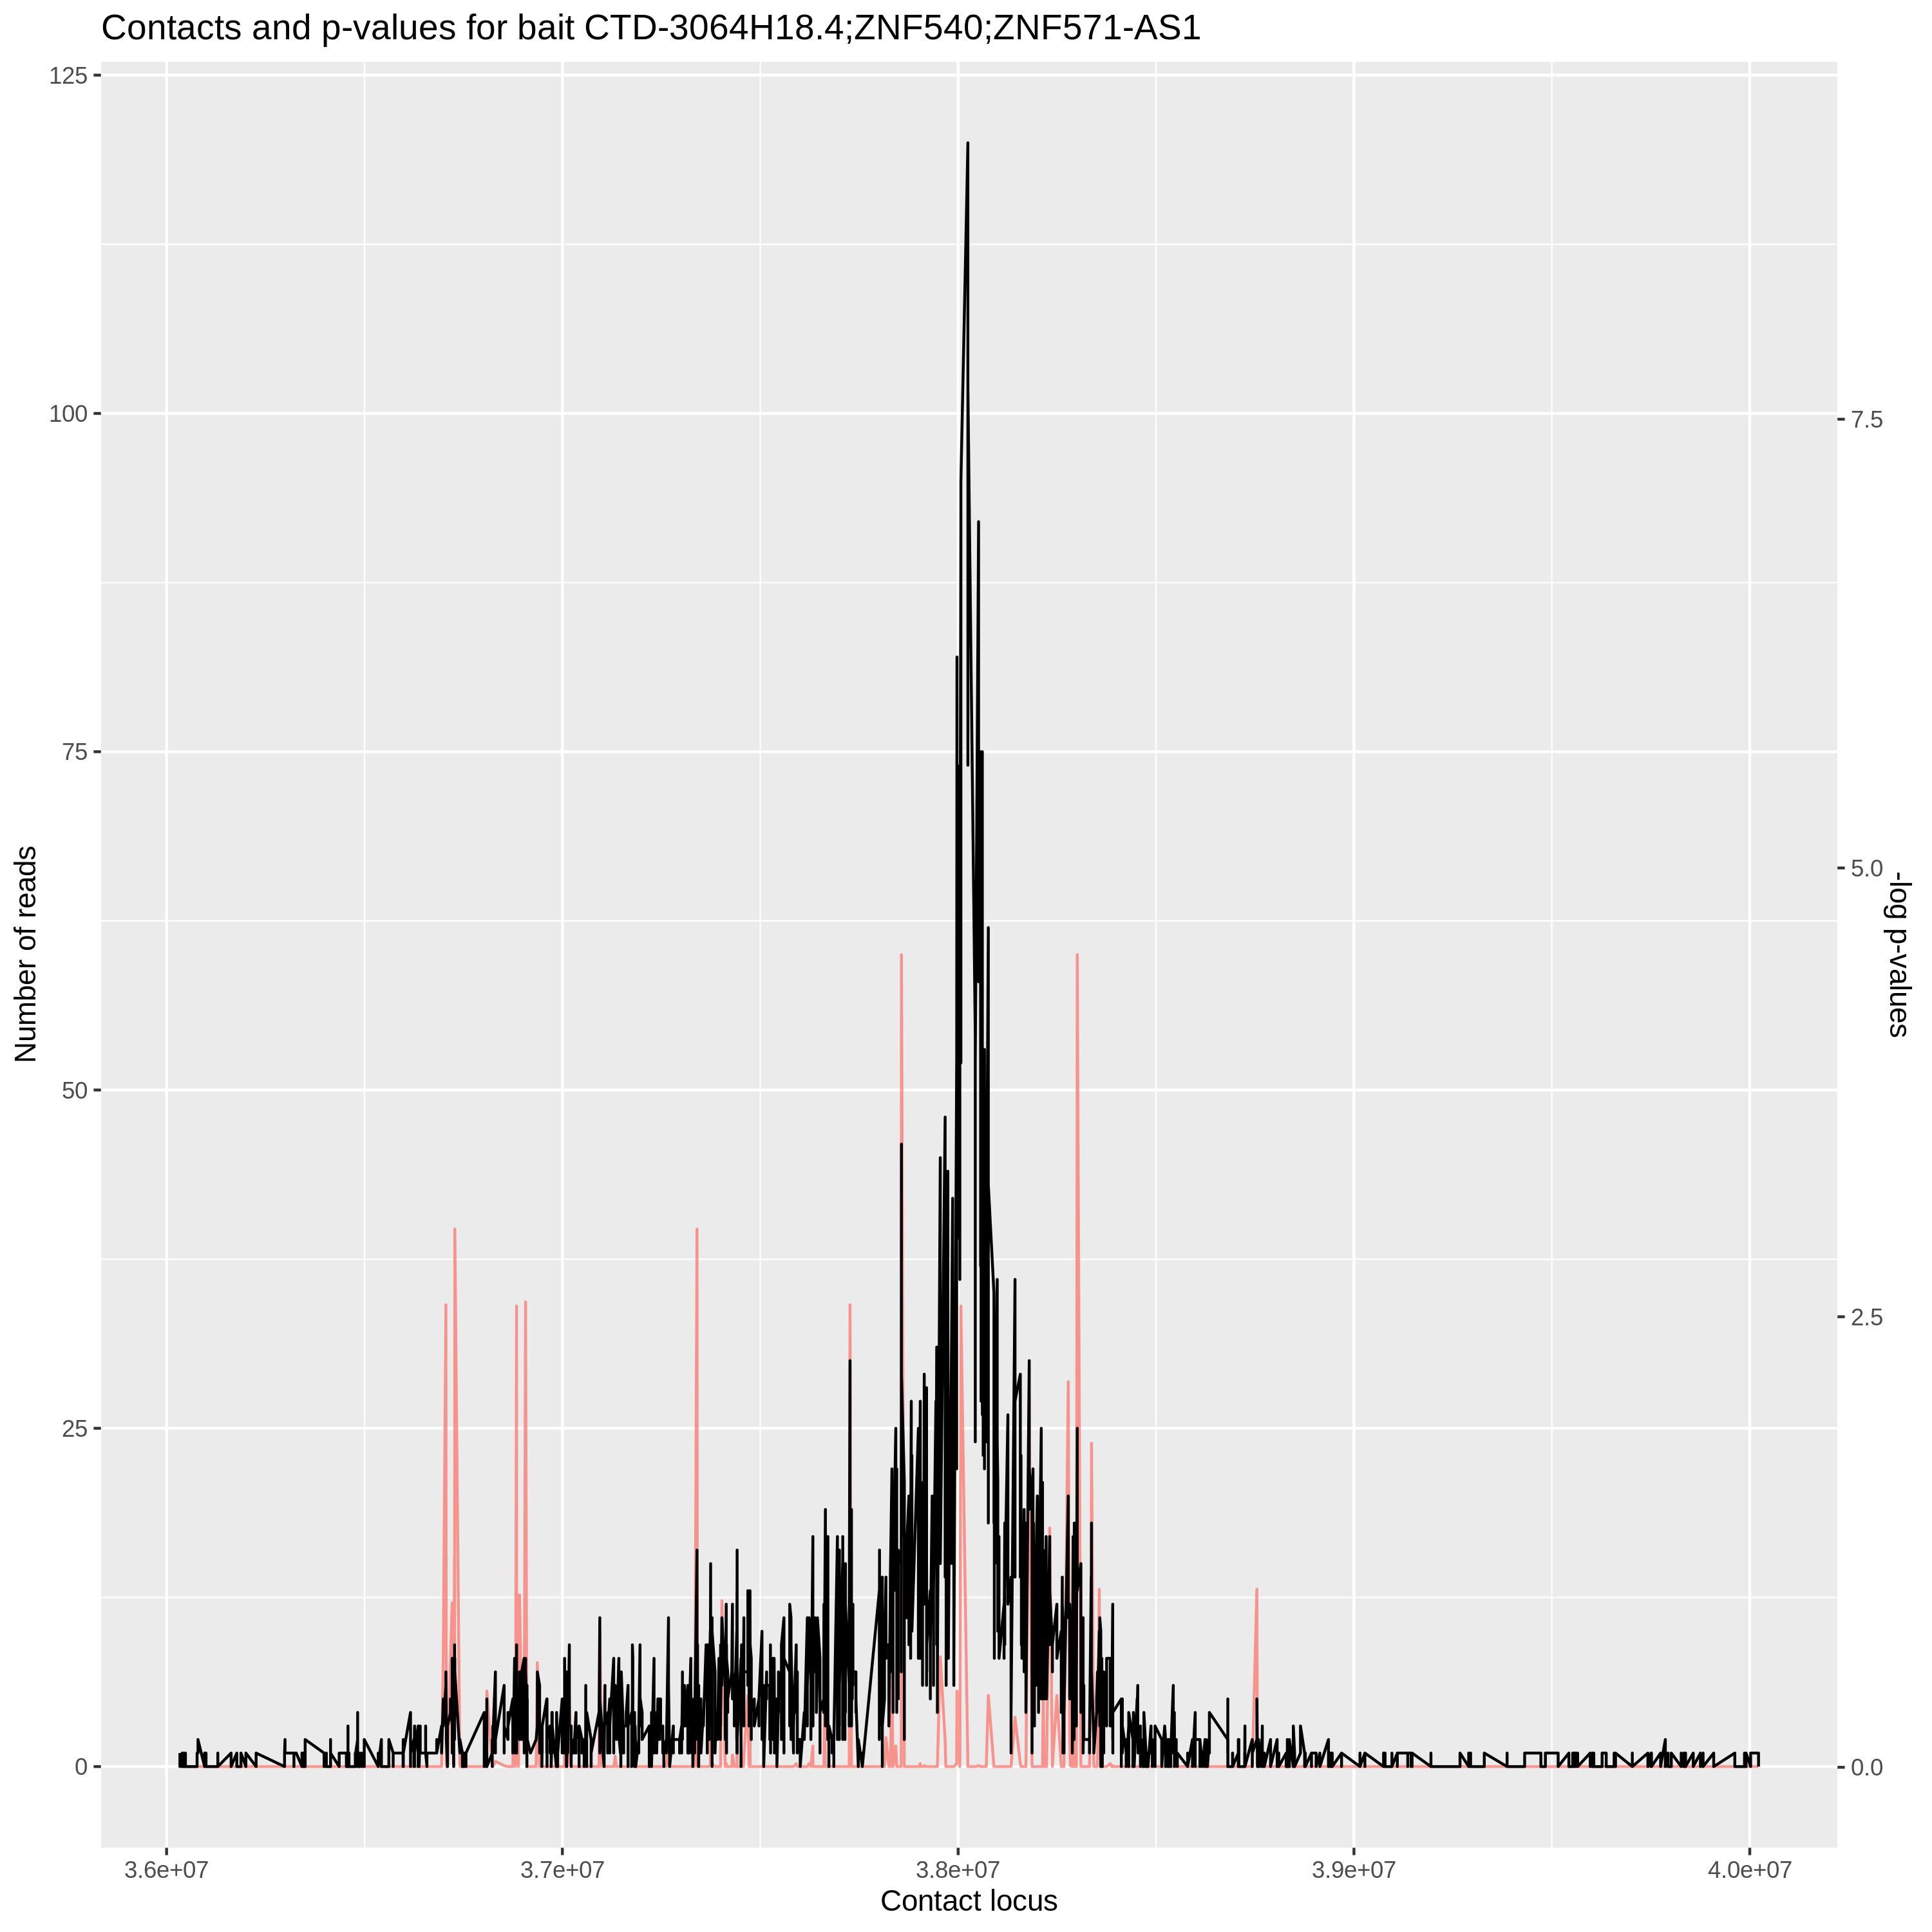 Contacts and p-values for bait CTD-3064H18.4;ZNF540;ZNF571-AS1
125
100
75
50
25
0
Number of reads
7.5
5.0
2.5
0.0
-log p-values
3.6e+07
3.7e+07
3.8e+07
3.9e+07
4.0e+07
Contact locus